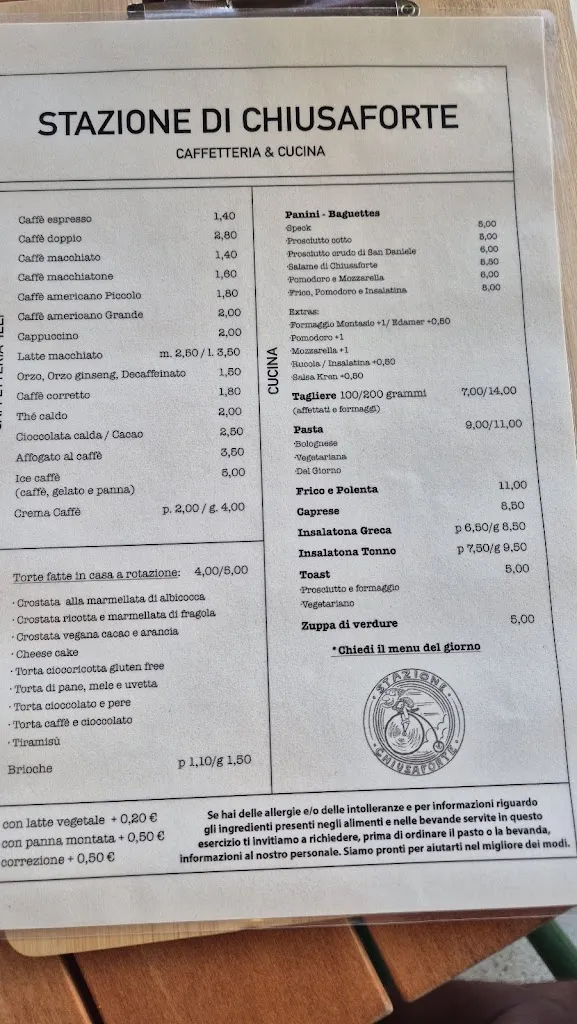 STAZIONE DI CHIUSAFORTE
CAFFETTERIA & CUCINA
Caffè espresso 1,40
Caffè doppio 2,80
Caffè macchiato 1,40
Caffè macchiatone 1,60
Caffè americano Piccolo 1,80
Caffè americano Grande 2,00
Cappuccino 2,00
Latte macchiato m. 2,50 / l. 3,50
Orzo, Orzo ginseng, Decaffeinato 1,50
Caffè corretto 1,80
Thé caldo 2,00
Cioccolata calda / Cacao 2,50
Affogato al caffè 3,50
Ice caffè 5,00
(caffè, gelato e panna)
Crema Caffè p. 2,00 / g. 4,00
Torte fatte in casa a rotazione: 4,00/5,00
· Crostata alla marmellata di albicocca
· Crostata ricotta e marmellata di fragola
· Crostata vegana cacao e arancia
· Cheese cake
· Torta cioccoricotta gluten free
· Torta di pane, mele e uvetta
· Torta cioccolato e pere
· Torta caffè e cioccolato
· Tiramisù
Brioche p 1,10/g 1,50
CUCINA
Panini - Baguettes
·Speck 5,00
·Prosciutto cotto 5,00
·Prosciutto crudo di San Daniele 6,00
·Salame di Chiusaforte 5,50
·Pomodoro e Mozzarella 6,00
·Frico, Pomodoro e Insalatina 8,00
Extras:
·Formaggio Montasio +1/ Edamer +0,50
·Pomodoro +1
·Mozzarella +1
·Rucola / Insalatina +0,50
·Salsa Kren +0,50
Tagliere 100/200 grammi 7,00/14,00
(affettati e formaggi)
Pasta 9,00/11,00
·Bolognese
·Vegetariana
·Del Giorno
Frico e Polenta 11,00
Caprese 8,50
Insalatona Greca p 6,50/g 8,50
Insalatona Tonno p 7,50/g 9,50
Toast 5,00
·Prosciutto e formaggio
·Vegetariano
Zuppa di verdure 5,00
*Chiedi il menu del giorno
STAZIONE
CHIUSAFORTE
con latte vegetale + 0,20 €
con panna montata + 0,50 €
correzione + 0,50 €
Se hai delle allergie e/o delle intolleranze e per informazioni riguardo
gli ingredienti presenti negli alimenti e nelle bevande servite in questo
esercizio ti invitiamo a richiedere, prima di ordinare il pasto o la bevanda,
informazioni al nostro personale. Siamo pronti per aiutarti nel migliore dei modi.